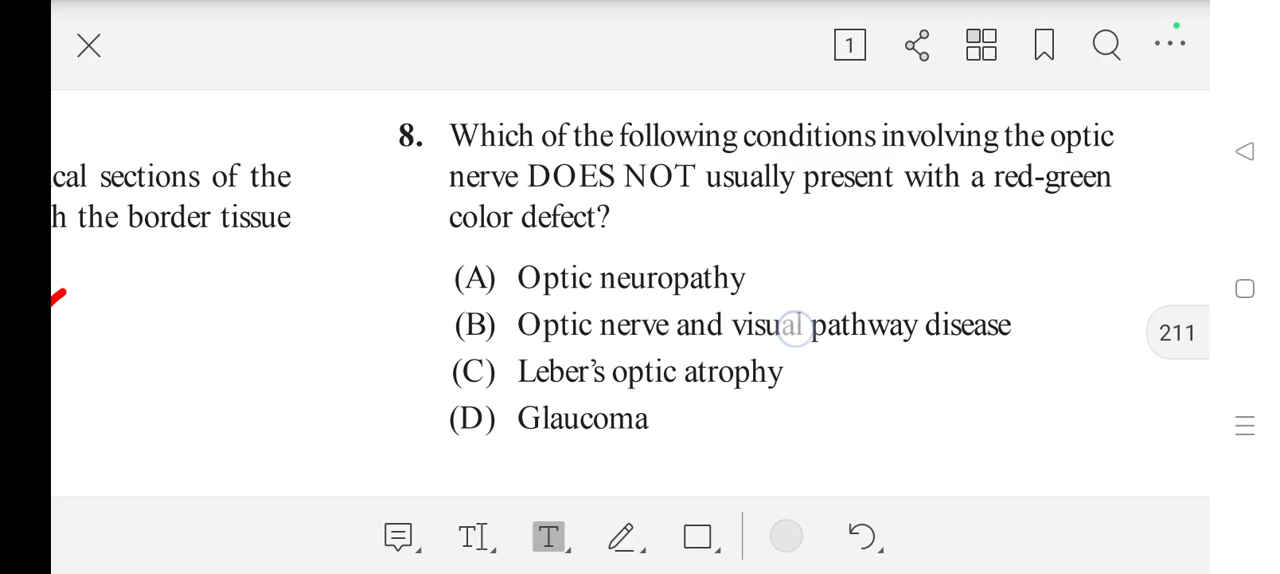 1
cal sections of the
h the border tissue
8. Which of the following conditions involving the optic
nerve DOES NOT usually present with a red-green
color defect?
(A) Optic neuropathy
(B) Optic nerve and visual pathway disease
(C) Leber's optic atrophy
(D) Glaucoma
211
T
T